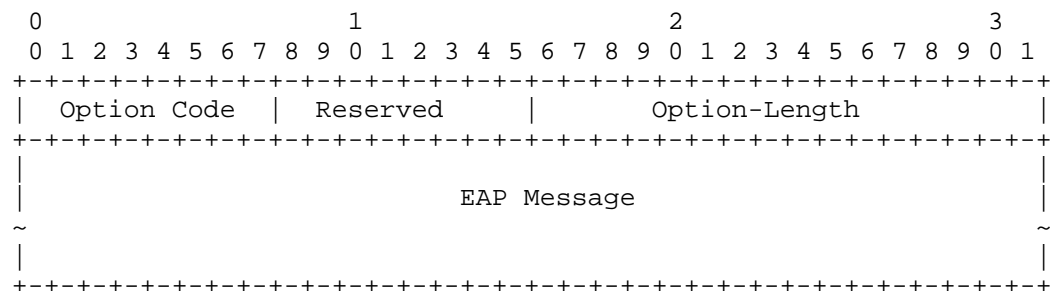 0                   1                   2                   3
0 1 2 3 4 5 6 7 8 9 0 1 2 3 4 5 6 7 8 9 0 1 2 3 4 5 6 7 8 9 0 1
+-+-+-+-+-+-+-+-+-+-+-+-+-+-+-+-+-+-+-+-+-+-+-+-+-+-+-+-+-+-+-+-+
|  Option Code  |  Reserved     |       Option-Length           |
+-+-+-+-+-+-+-+-+-+-+-+-+-+-+-+-+-+-+-+-+-+-+-+-+-+-+-+-+-+-+-+-+
|                                                               |
|                           EAP Message                         |
~                                                               ~
|                                                               |
+-+-+-+-+-+-+-+-+-+-+-+-+-+-+-+-+-+-+-+-+-+-+-+-+-+-+-+-+-+-+-+-+